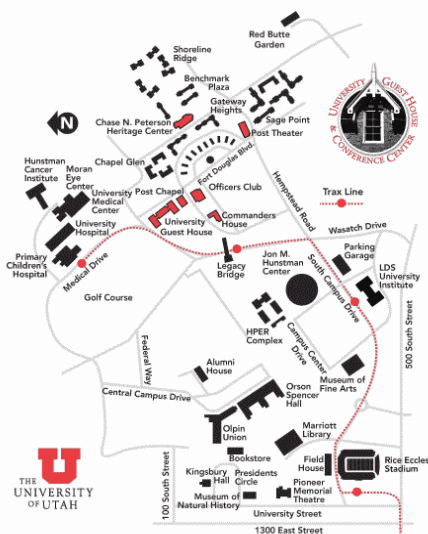 Red Butte
Garden
Shoreline
Ridge
Benchmark
Plaza
Gateway
Heights
UNIVERSITY GUEST HOUSE
& CONFERENCE CENTER
N
Chase N. Peterson
Heritage Center
Sage Point
Post Theater
Fort Douglas Blvd.
Chapel Glen
Hunstman
Cancer
Institute
Moran
Eye
Center
University
Medical
Center
Post Chapel
Officers Club
Hempstead Road
Trax Line
University
Guest House
Commanders
House
University
Hospital
Wasatch Drive
Primary
Children's
Hospital
Medical Drive
Legacy
Bridge
Jon M.
Hunstman
Center
South Campus Drive
Parking
Garage
LDS
University
Institute
Golf Course
HPER
Complex
Campus Center
Drive
500 South Street
Federal
Way
Alumni
House
Museum of
Fine Arts
Central Campus Drive
Orson
Spencer
Hall
Olpin
Union
Marriott
Library
Bookstore
Field
House
Rice Eccles
Stadium
100 South Street
Kingsbury
Hall
Presidents
Circle
Pioneer
Memorial
Theatre
Museum of
Natural History
University Street
1300 East Street
U
THE
UNIVERSITY
OF UTAH